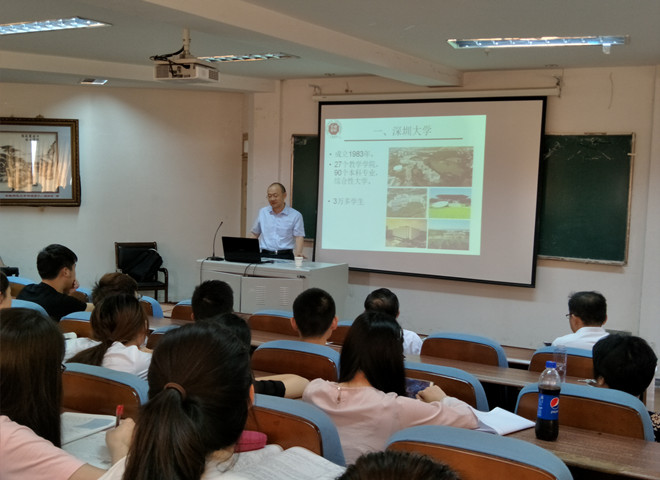 一、深圳大学
• 成立1983年，
• 27个教学学院，
90个本科专业，
综合性大学。
• 3万多学生
pepsi